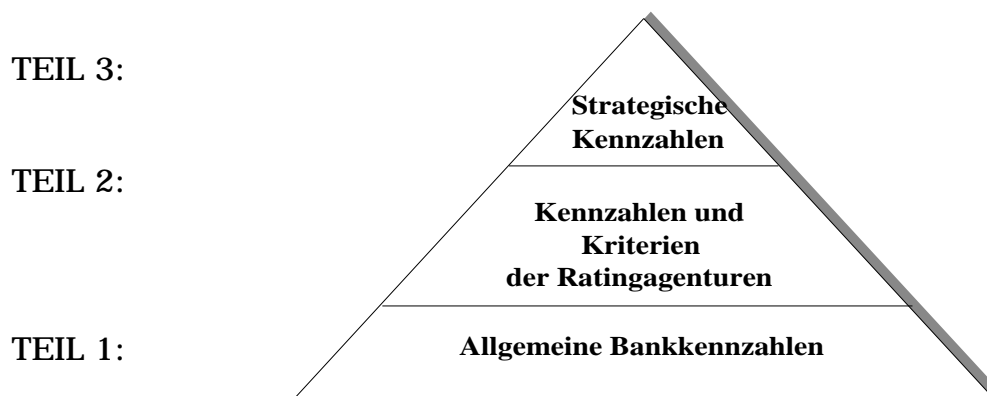 TEIL 3:
Strategische
Kennzahlen
TEIL 2:
Kennzahlen und
Kriterien
der Ratingagenturen
TEIL 1:
Allgemeine Bankkennzahlen